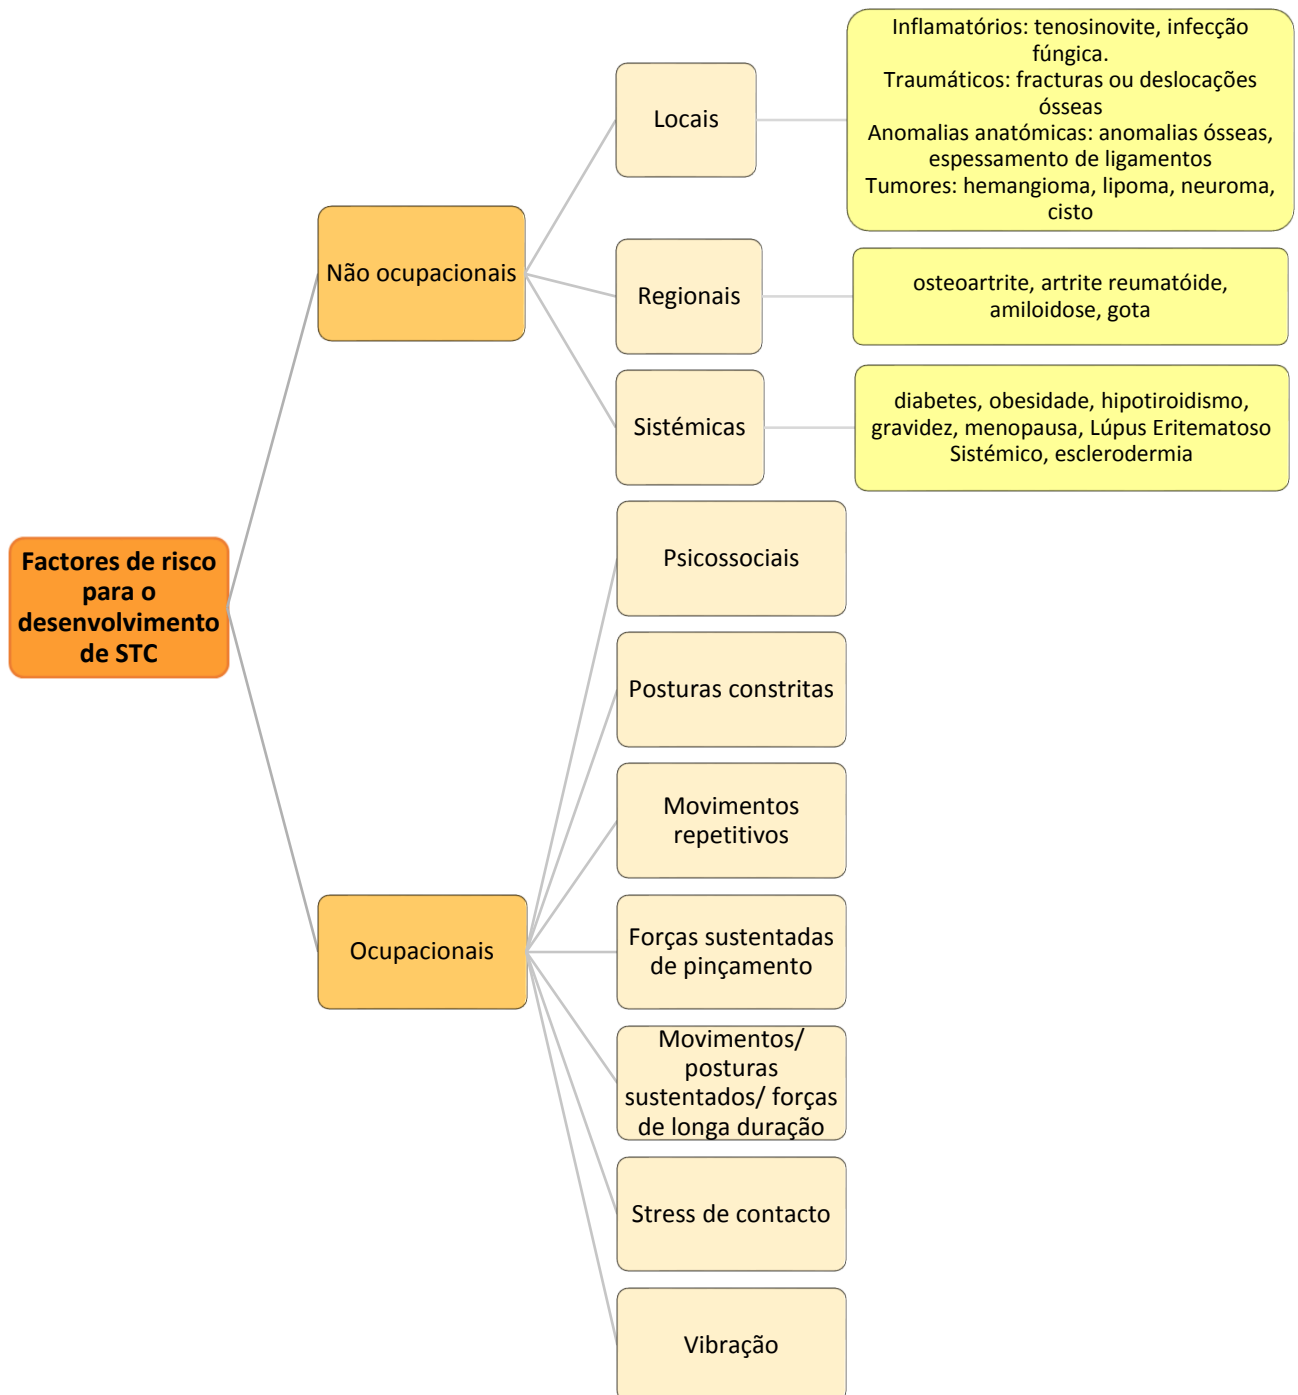 Factores de risco
para o
desenvolvimento
de STC
Não ocupacionais
Locais
Inflamatórios: tenosinovite, infecção
fúngica.
Traumáticos: fracturas ou deslocações
ósseas
Anomalias anatómicas: anomalias ósseas,
espessamento de ligamentos
Tumores: hemangioma, lipoma, neuroma,
cisto
Regionais
osteoartrite, artrite reumatóide,
amiloidose, gota
Sistémicas
diabetes, obesidade, hipotiroidismo,
gravidez, menopausa, Lúpus Eritematoso
Sistémico, esclerodermia
Ocupacionais
Psicossociais
Posturas constritas
Movimentos
repetitivos
Forças sustentadas
de pinçamento
Movimentos/
posturas
sustentados/ forças
de longa duração
Stress de contacto
Vibração